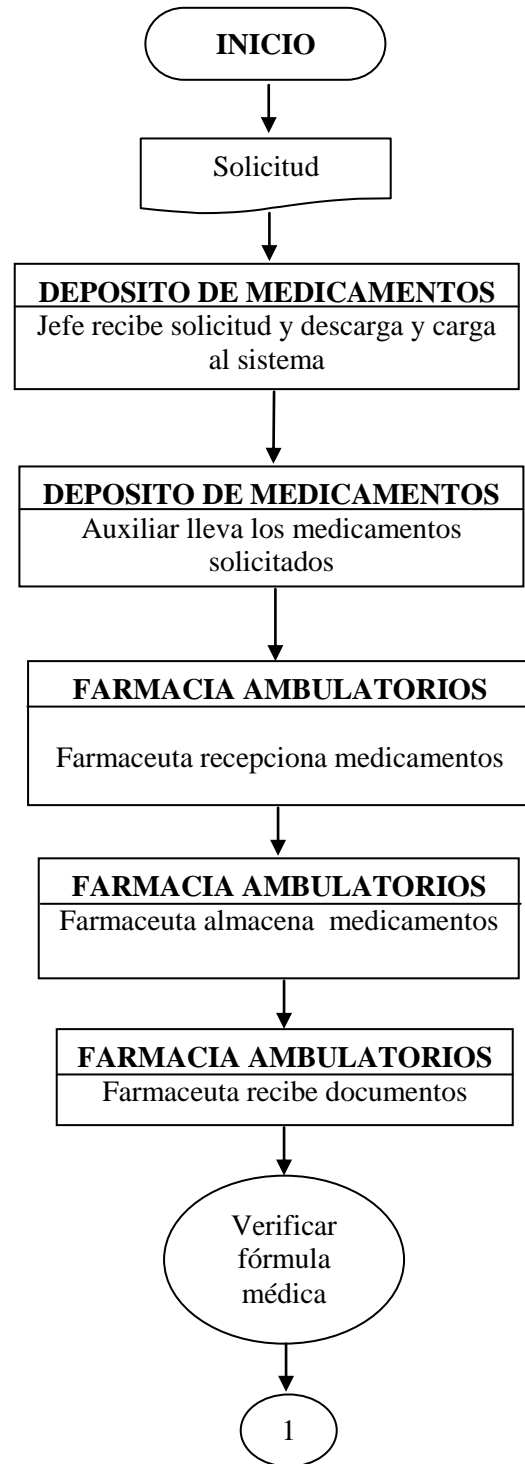 INICIO
Solicitud
DEPOSITO DE MEDICAMENTOS
Jefe recibe solicitud y descarga y carga
al sistema
DEPOSITO DE MEDICAMENTOS
Auxiliar lleva los medicamentos
solicitados
FARMACIA AMBULATORIOS
Farmaceuta recepciona medicamentos
FARMACIA AMBULATORIOS
Farmaceuta almacena medicamentos
FARMACIA AMBULATORIOS
Farmaceuta recibe documentos
Verificar
fórmula
médica
1